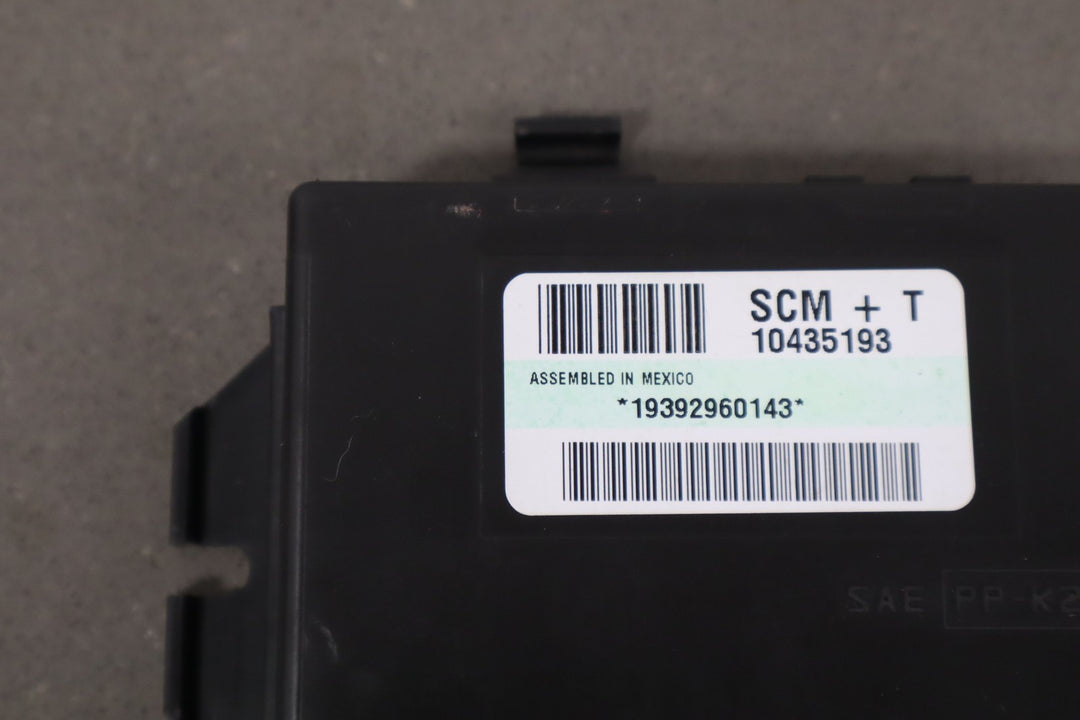 SCM + T
10435193
ASSEMBLED IN MEXICO
*19392960143*
SAE PP-K2